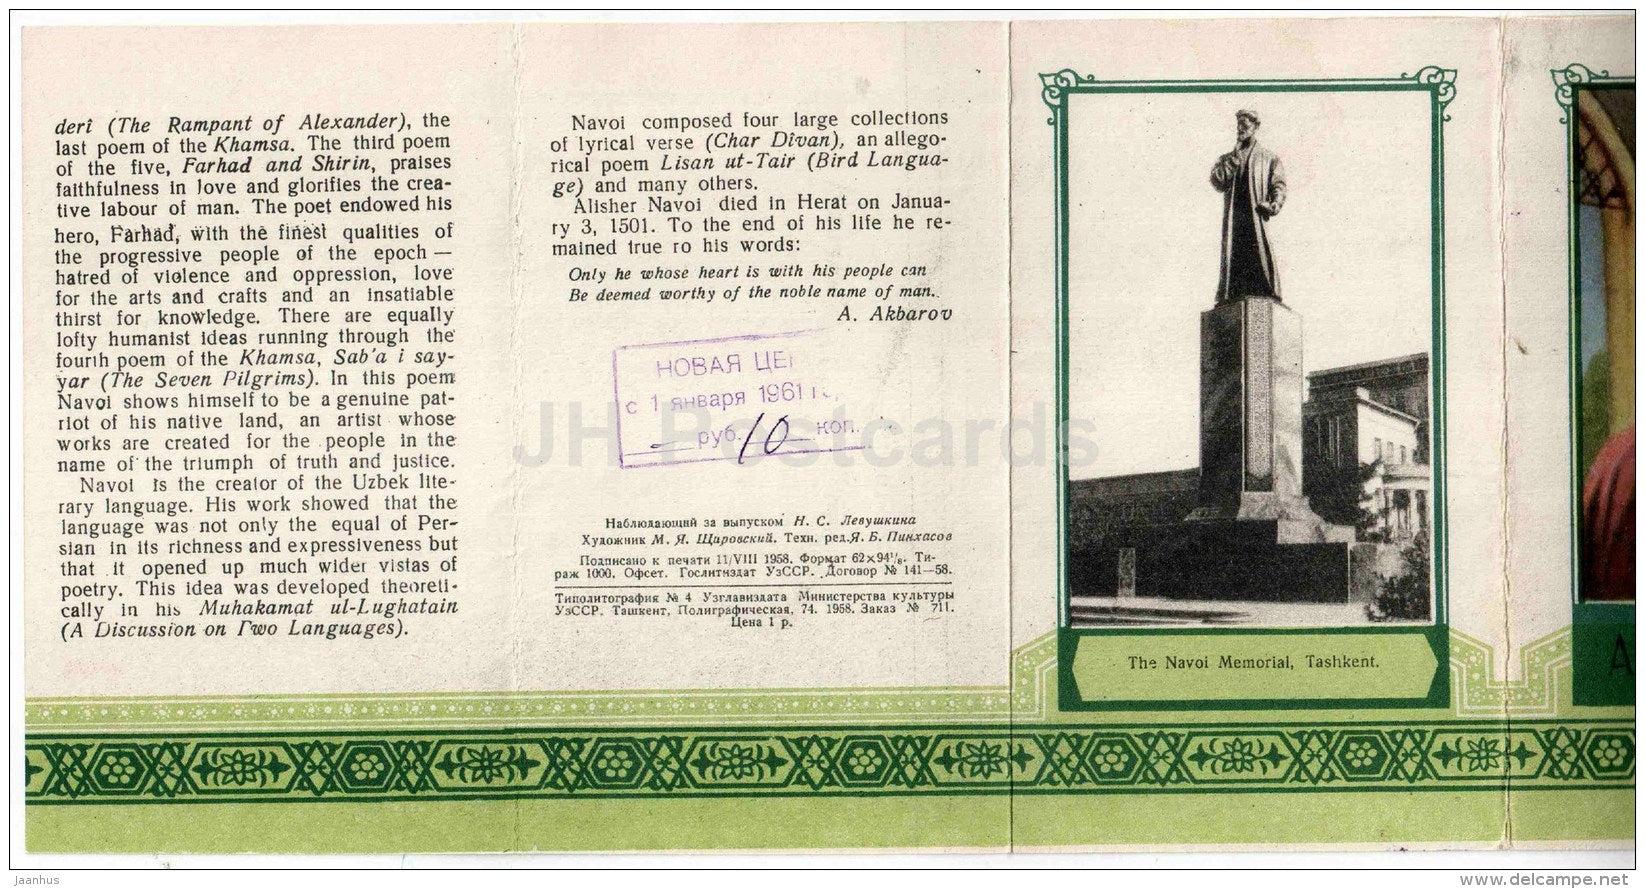 derî (The Rampant of Alexander), the
last poem of the Khamsa. The third poem
of the five, Farhad and Shirin, praises
faithfulness in love and glorifies the crea-
tive labour of man. The poet endowed his
hero, Farhad, with the finest qualities of
the progressive people of the epoch —
hatred of violence and oppression, love
for the arts and crafts and an insatiable
thirst for knowledge. There are equally
lofty humanist ideas running through the
fourth poem of the Khamsa, Sab'a i say-
yar (The Seven Pilgrims). In this poem
Navoi shows himself to be a genuine pat-
riot of his native land, an artist whose
works are created for the people in the
name of the triumph of truth and justice.
Navoi is the creator of the Uzbek lite-
rary language. His work showed that the
language was not only the equal of Per-
sian in its richness and expressiveness but
that it opened up much wider vistas of
poetry. This idea was developed theoreti-
cally in his Muhakamat ul-Lughatain
(A Discussion on Two Languages).
Navoi composed four large collections
of lyrical verse (Char Dîvan), an allego-
rical poem Lisan ut-Tair (Bird Langua-
ge) and many others.
Alisher Navoi died in Herat on Janua-
ry 3, 1501. To the end of his life he re-
mained true ro his words:
Only he whose heart is with his people can
Be deemed worthy of the noble name of man.
A. Akbarov
НОВАЯ ЦЕ
с 1 января 1961 г.
руб. 10 коп.
Наблюдающий за выпуском Н. С. Левушкина
Художник М. Я. Щировский. Техн. ред. Я. Б. Пинхасов
Подписано к печати 11/VIII 1958. Формат 62×94⅛. Ти-
раж 1000. Офсет. Гослитиздат УзССР. Договор № 141—58.
Типолитография № 4 Узглавиздата Министерства культуры
УзССР. Ташкент, Полиграфическая, 74. 1958. Заказ № 711.
Цена 1 р.
The Navoi Memorial, Tashkent.
A
JH Postcards
jaanhus
www.delcampe.net